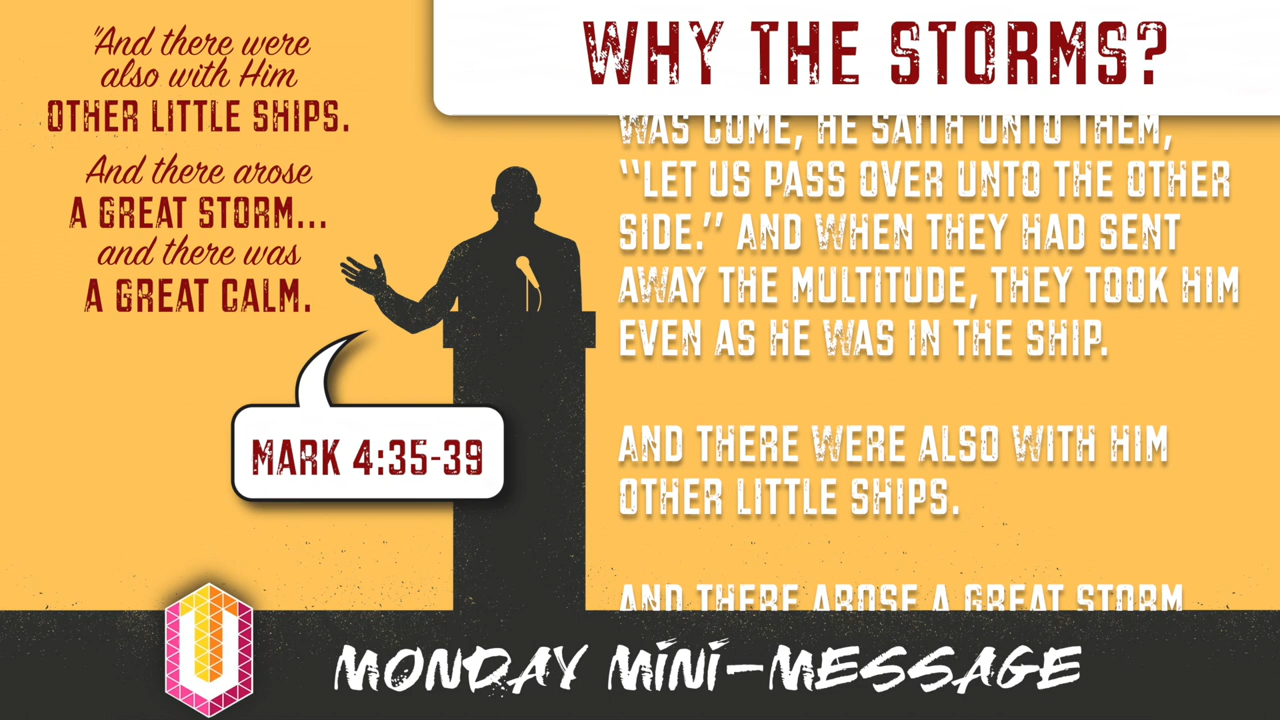 "And there were
also with Him
OTHER LITTLE SHIPS.
And there arose
A GREAT STORM...
and there was
A GREAT CALM.
MARK 4:35-39
WHY THE STORMS?
WAS COME, HE SAITH UNTO THEM,
"LET US PASS OVER UNTO THE OTHER
SIDE." AND WHEN THEY HAD SENT
AWAY THE MULTITUDE, THEY TOOK HIM
EVEN AS HE WAS IN THE SHIP.
AND THERE WERE ALSO WITH HIM
OTHER LITTLE SHIPS.
AND THERE AROSE A GREAT STORM
MONDAY MINI-MESSAGE